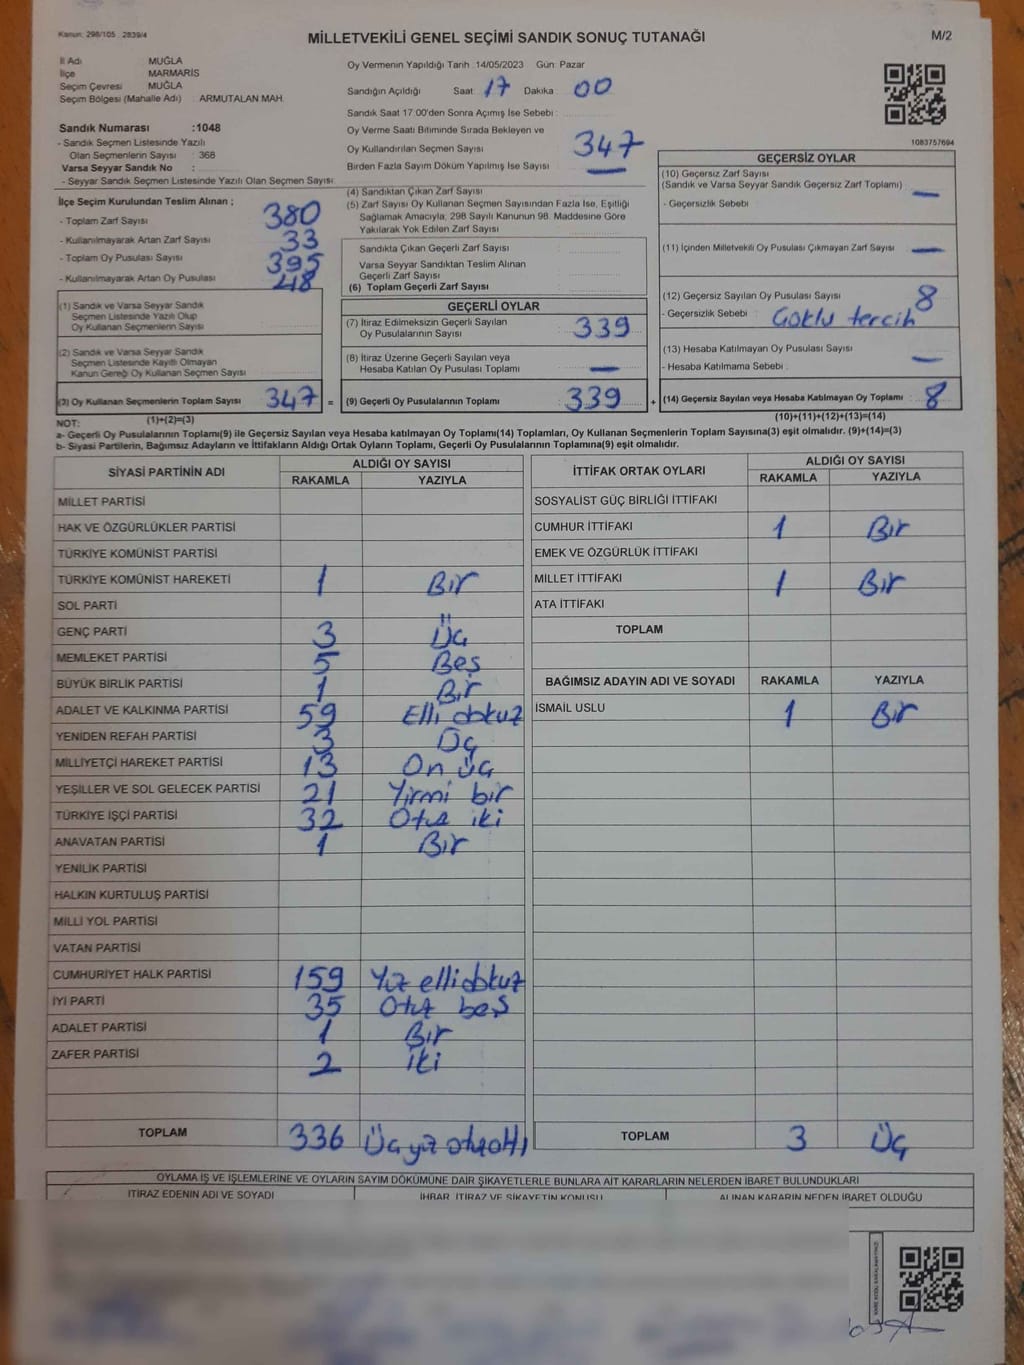 Kanun: 298/105 2839/4
MİLLETVEKİLİ GENEL SEÇİMİ SANDIK SONUÇ TUTANAĞI
M/2
İl Adı MUĞLA
İlçe MARMARİS
Seçim Çevresi MUĞLA
Seçim Bölgesi (Mahalle Adı) ARMUTALAN MAH.
Oy Vermenin Yapıldığı Tarih :14/05/2023 Gün: Pazar
Sandığın Açıldığı Saat: 17 Dakika : 00
Sandık Saat 17:00'den Sonra Açımış İse Sebebi :
Sandık Numarası :1048
- Sandık Seçmen Listesinde Yazılı
Olan Seçmenlerin Sayısı : 368
Varsa Seyyar Sandık No :
- Seyyar Sandık Seçmen Listesinde Yazılı Olan Seçmen Sayısı
Oy Verme Saati Bitiminde Sırada Bekleyen ve
Oy Kullandırılan Seçmen Sayısı 347
Birden Fazla Sayım Döküm Yapılmış İse Sayısı —
1083757694
İlçe Seçim Kurulundan Teslim Alınan ;
- Toplam Zarf Sayısı 380
- Kullanılmayarak Artan Zarf Sayısı 33
- Toplam Oy Pusulası Sayısı 395
- Kullanılmayarak Artan Oy Pusulası 48
(1) Sandık ve Varsa Seyyar Sandık
Seçmen Listesinde Yazılı Olup
Oy Kullanan Seçmenlerin Sayısı
(2) Sandık ve Varsa Seyyar Sandık
Seçmen Listesinde Kayıtlı Olmayan
Kanun Gereği Oy Kullanan Seçmen Sayısı
(3) Oy Kullanan Seçmenlerin Toplam Sayısı 347 =
(1)+(2)=(3)
(4) Sandıktan Çıkan Zarf Sayısı
(5) Zarf Sayısı Oy Kullanan Seçmen Sayısından Fazla İse, Eşitliği
Sağlamak Amacıyla, 298 Sayılı Kanunun 98. Maddesine Göre
Yakılarak Yok Edilen Zarf Sayısı
Sandıkta Çıkan Geçerli Zarf Sayısı
Varsa Seyyar Sandıktan Teslim Alınan
Geçerli Zarf Sayısı
(6) Toplam Geçerli Zarf Sayısı
GEÇERLİ OYLAR
(7) İtiraz Edilmeksizin Geçerli Sayılan
Oy Pusulalarının Sayısı 339
(8) İtiraz Üzerine Geçerli Sayılan veya
Hesaba Katılan Oy Pusulası Toplamı —
(9) Geçerli Oy Pusulalarının Toplamı 339 +
GEÇERSİZ OYLAR
(10) Geçersiz Zarf Sayısı
(Sandık ve Varsa Seyyar Sandık Geçersiz Zarf Toplamı) —
- Geçersizlik Sebebi
(11) İçinden Milletvekili Oy Pusulası Çıkmayan Zarf Sayısı —
(12) Geçersiz Sayılan Oy Pusulası Sayısı 8
- Geçersizlik Sebebi : Çoklu tercih
(13) Hesaba Katılmayan Oy Pusulası Sayısı —
- Hesaba Katılmama Sebebi :
(14) Geçersiz Sayılan veya Hesaba Katılmayan Oy Toplamı 8
(10)+(11)+(12)+(13)=(14)
NOT:
a- Geçerli Oy Pusulalarının Toplamı(9) ile Geçersiz Sayılan veya Hesaba katılmayan Oy Toplamı(14) Toplamları, Oy Kullanan Seçmenlerin Toplam Sayısına(3) eşit olmalıdır. (9)+(14)=(3)
b- Siyasi Partilerin, Bağımsız Adayların ve İttifakların Aldığı Ortak Oyların Toplamı, Geçerli Oy Pusulalarının Toplamına(9) eşit olmalıdır.
SİYASİ PARTİNİN ADI ALDIĞI OY SAYISI
RAKAMLA YAZIYLA
MİLLET PARTİSİ
HAK VE ÖZGÜRLÜKLER PARTİSİ
TÜRKİYE KOMÜNİST PARTİSİ
TÜRKİYE KOMÜNİST HAREKETİ 1 Bir
SOL PARTİ
GENÇ PARTİ 3 Üç
MEMLEKET PARTİSİ 5 Beş
BÜYÜK BİRLİK PARTİSİ 1 Bir
ADALET VE KALKINMA PARTİSİ 59 Elli dokuz
YENİDEN REFAH PARTİSİ 3 Üç
MİLLİYETÇİ HAREKET PARTİSİ 13 On üç
YEŞİLLER VE SOL GELECEK PARTİSİ 21 Yirmi bir
TÜRKİYE İŞÇİ PARTİSİ 32 Otuz iki
ANAVATAN PARTİSİ 1 Bir
YENİLİK PARTİSİ
HALKIN KURTULUŞ PARTİSİ
MİLLİ YOL PARTİSİ
VATAN PARTİSİ
CUMHURİYET HALK PARTİSİ 159 Yüz elli dokuz
İYİ PARTİ 35 Otuz beş
ADALET PARTİSİ 1 Bir
ZAFER PARTİSİ 2 iki
TOPLAM 336 Üç yüz otuzaltı
İTTİFAK ORTAK OYLARI ALDIĞI OY SAYISI
RAKAMLA YAZIYLA
SOSYALİST GÜÇ BİRLİĞİ İTTİFAKI
CUMHUR İTTİFAKI 1 Bir
EMEK VE ÖZGÜRLÜK İTTİFAKI
MİLLET İTTİFAKI 1 Bir
ATA İTTİFAKI
TOPLAM
BAĞIMSIZ ADAYIN ADI VE SOYADI RAKAMLA YAZIYLA
İSMAİL USLU 1 Bir
TOPLAM 3 Üç
OYLAMA İŞ VE İŞLEMLERİNE VE OYLARIN SAYIM DÖKÜMÜNE DAİR ŞİKAYETLERLE BUNLARA AİT KARARLARIN NELERDEN İBARET BULUNDUKLARI
İTİRAZ EDENİN ADI VE SOYADI İHBAR, İTİRAZ VE ŞİKAYETİN KONUSU ALINAN KARARIN NEDEN İBARET OLDUĞU